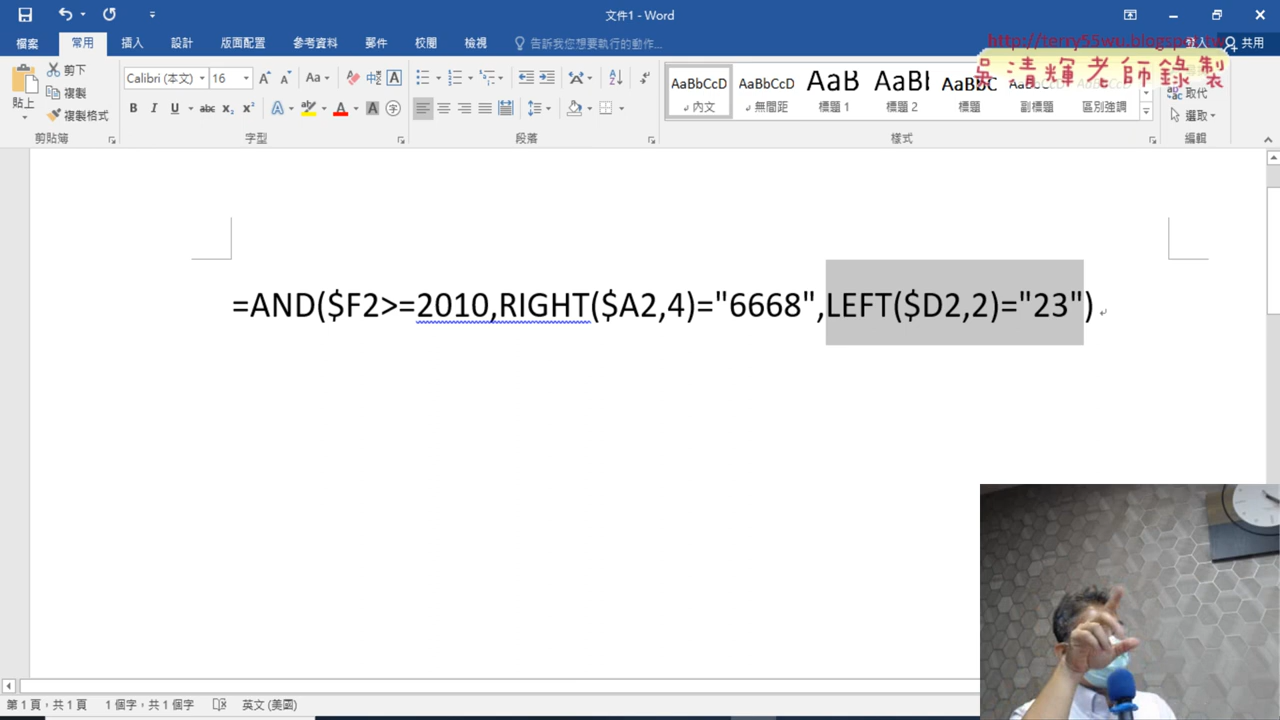 文件1 - Word
http://terry55wu.blogspot.tw
吳清輝老師錄製
檔案 常用 插入 設計 版面配置 參考資料 郵件 校閱 檢視 告訴我您想要執行的動作... 登入 共用
貼上 剪下 複製 複製格式
Calibri (本文) 16
AaBbCcD AaBbCcD AaB AaBl AaBbC
內文 無間距 標題 1 標題 2 標題 副標題 區別強調
取代
選取
剪貼簿 字型 段落 樣式 編輯
=AND($F2>=2010,RIGHT($A2,4)="6668",LEFT($D2,2)="23")
第 1 頁，共 1 頁 1 個字，共 1 個字 英文 (美國)